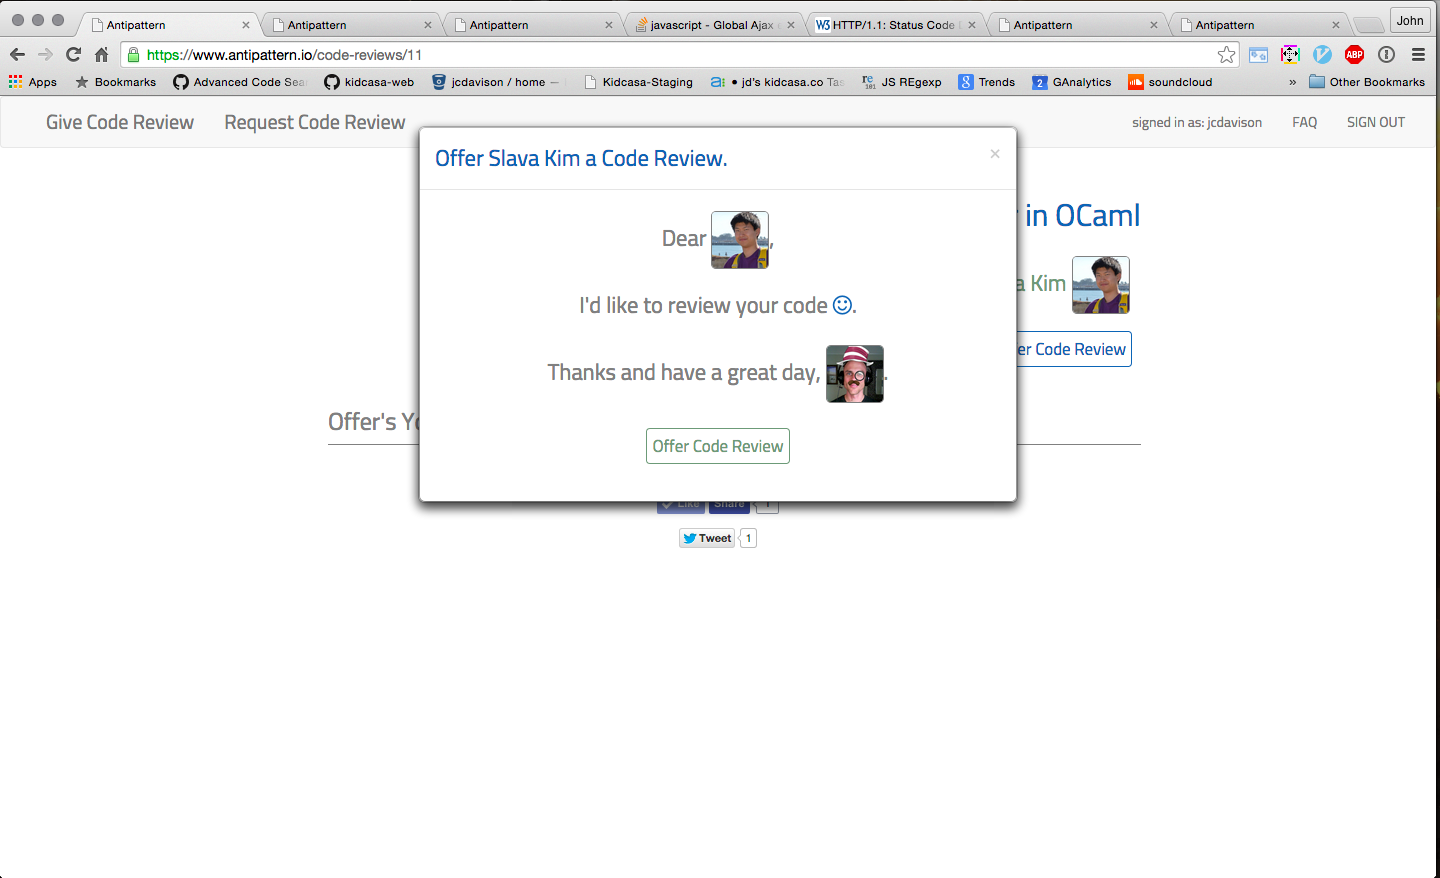 Antipattern
Antipattern
Antipattern
javascript - Global Ajax
HTTP/1.1: Status Code
Antipattern
Antipattern
John
https://www.antipattern.io/code-reviews/11
ABP
Apps
Bookmarks
Advanced Code Sea
kidcasa-web
jcdavison / home —
Kidcasa-Staging
• jd's kidcasa.co Tas
JS REgexp
Trends
GAnalytics
soundcloud
»
Other Bookmarks
Give Code Review
Request Code Review
signed in as: jcdavison
FAQ
SIGN OUT
Offer Slava Kim a Code Review.
×
Dear ,
I'd like to review your code ☺.
Thanks and have a great day, .
Offer Code Review
in OCaml
a Kim
er Code Review
Offer's Yo
Like
Share
1
Tweet
1